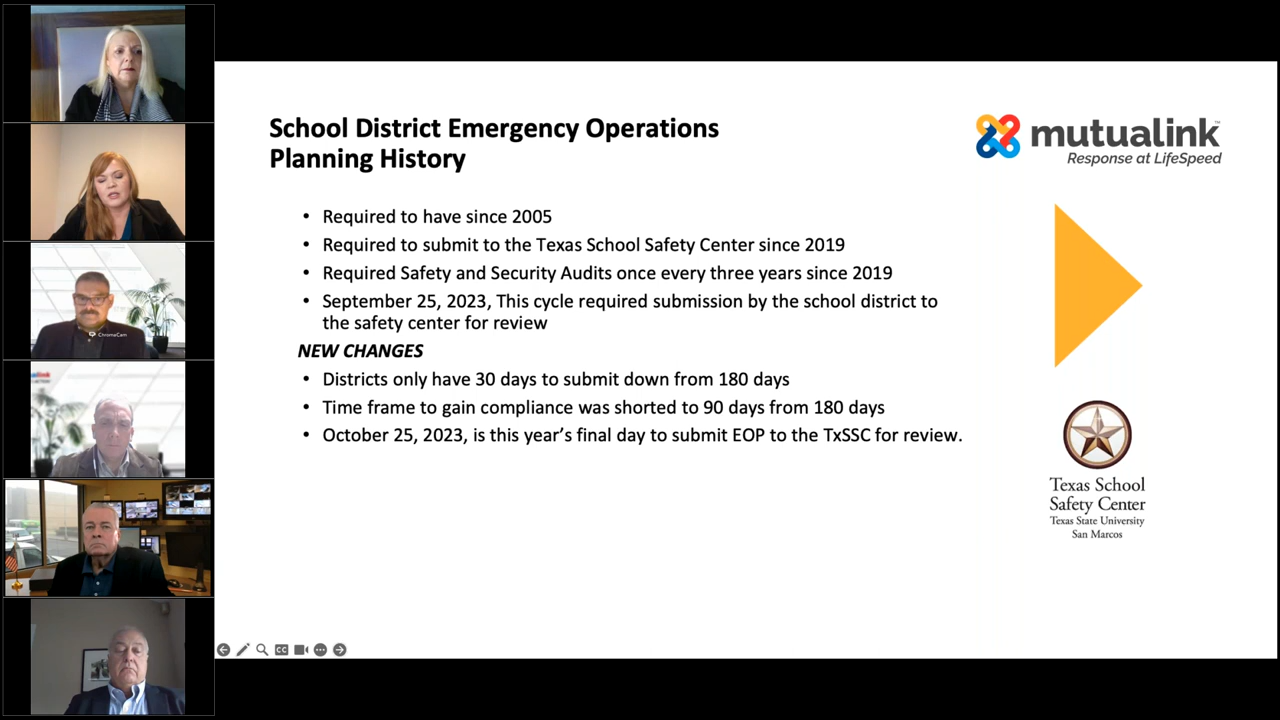 School District Emergency Operations
Planning History
mutualink™
Response at LifeSpeed
• Required to have since 2005
• Required to submit to the Texas School Safety Center since 2019
• Required Safety and Security Audits once every three years since 2019
• September 25, 2023, This cycle required submission by the school district to
the safety center for review
NEW CHANGES
• Districts only have 30 days to submit down from 180 days
• Time frame to gain compliance was shorted to 90 days from 180 days
• October 25, 2023, is this year’s final day to submit EOP to the TxSSC for review.
Texas School
Safety Center
Texas State University
San Marcos
ChromaCam
CC